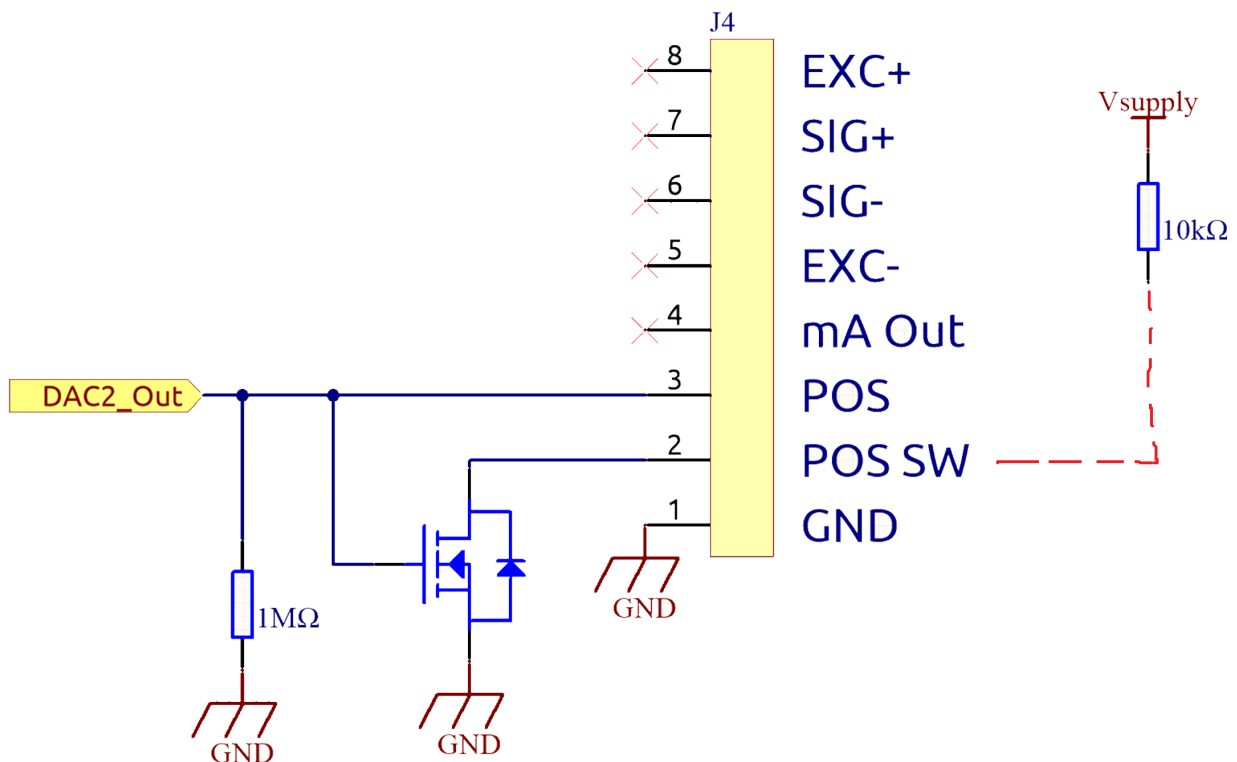 J4
8
EXC+
7
SIG+
6
SIG-
5
EXC-
4
mA Out
3
POS
2
POS SW
1
GND
Vsupply
10kΩ
DAC2_Out
1MΩ
GND
GND
GND